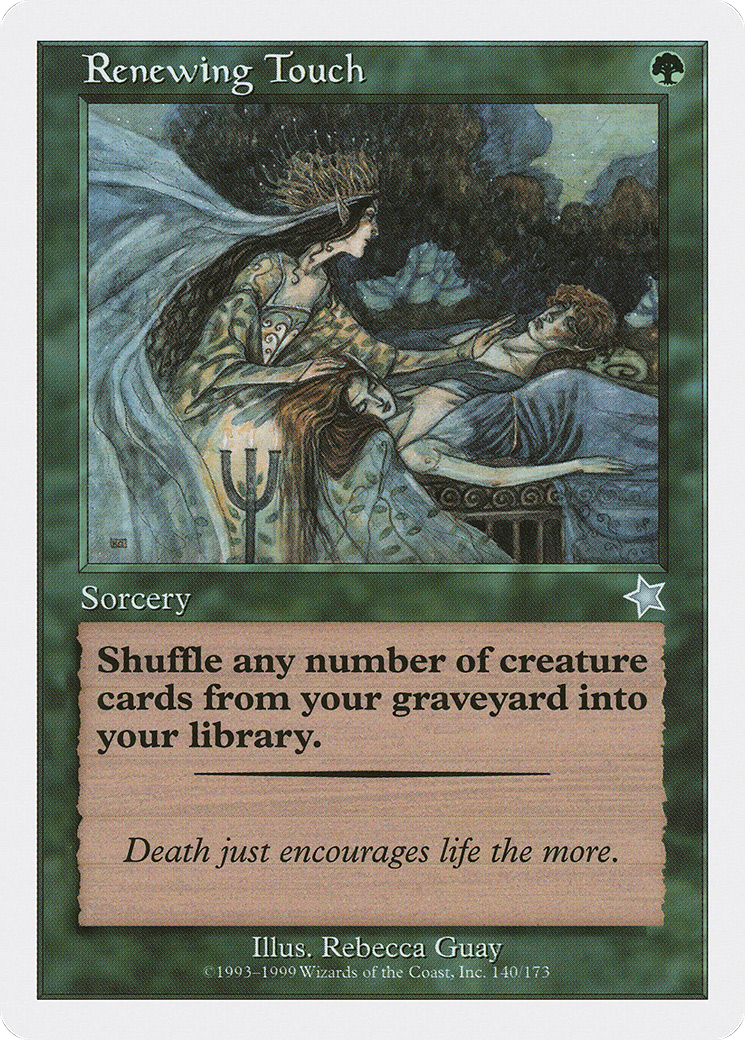 Renewing Touch
Sorcery
Shuffle any number of creature
cards from your graveyard into
your library.
Death just encourages life the more.
Illus. Rebecca Guay
©1993–1999 Wizards of the Coast, Inc. 140/173